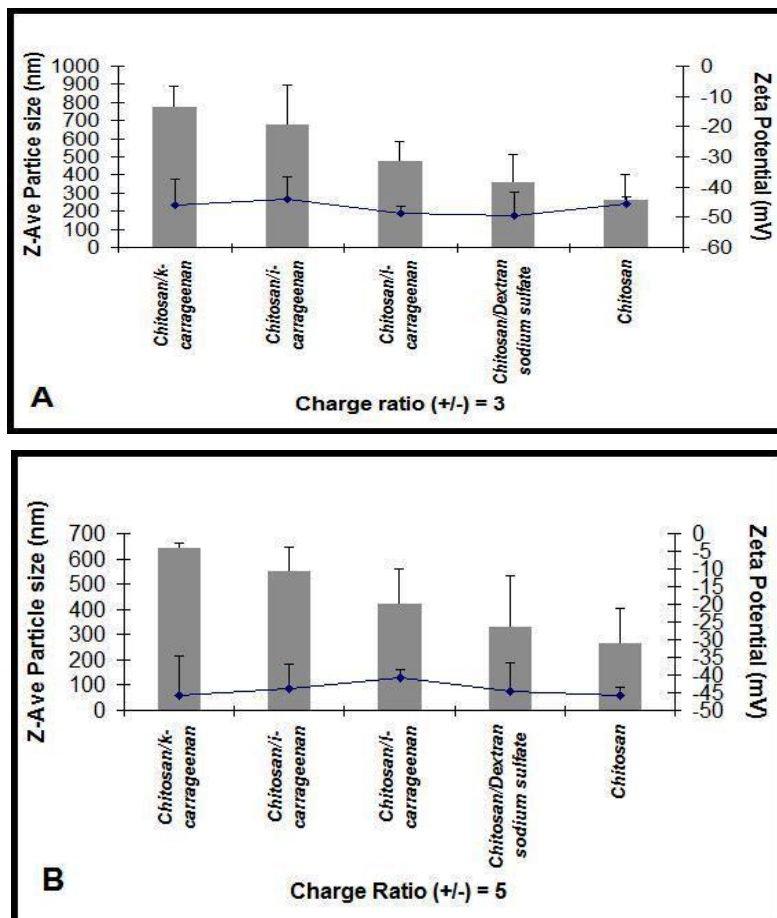 Z-Ave Partice size (nm)
1000
900
800
700
600
500
400
300
200
100
0
0
-10
-20
-30
-40
-50
-60
Zeta Potential (mV)
Chitosan/k-
carrageenan
Chitosan/i-
carrageenan
Chitosan/l-
carrageenan
Chitosan/Dextran
sodium sulfate
Chitosan
A
Charge ratio (+/-) = 3
Z-Ave Particle size (nm)
700
600
500
400
300
200
100
0
0
-5
-10
-15
-20
-25
-30
-35
-40
-45
-50
Zeta Potential (mV)
Chitosan/k-
carrageenan
Chitosan/i-
carrageenan
Chitosan/l-
carrageenan
Chitosan/Dextran
sodium sulfate
Chitosan
B
Charge Ratio (+/-) = 5